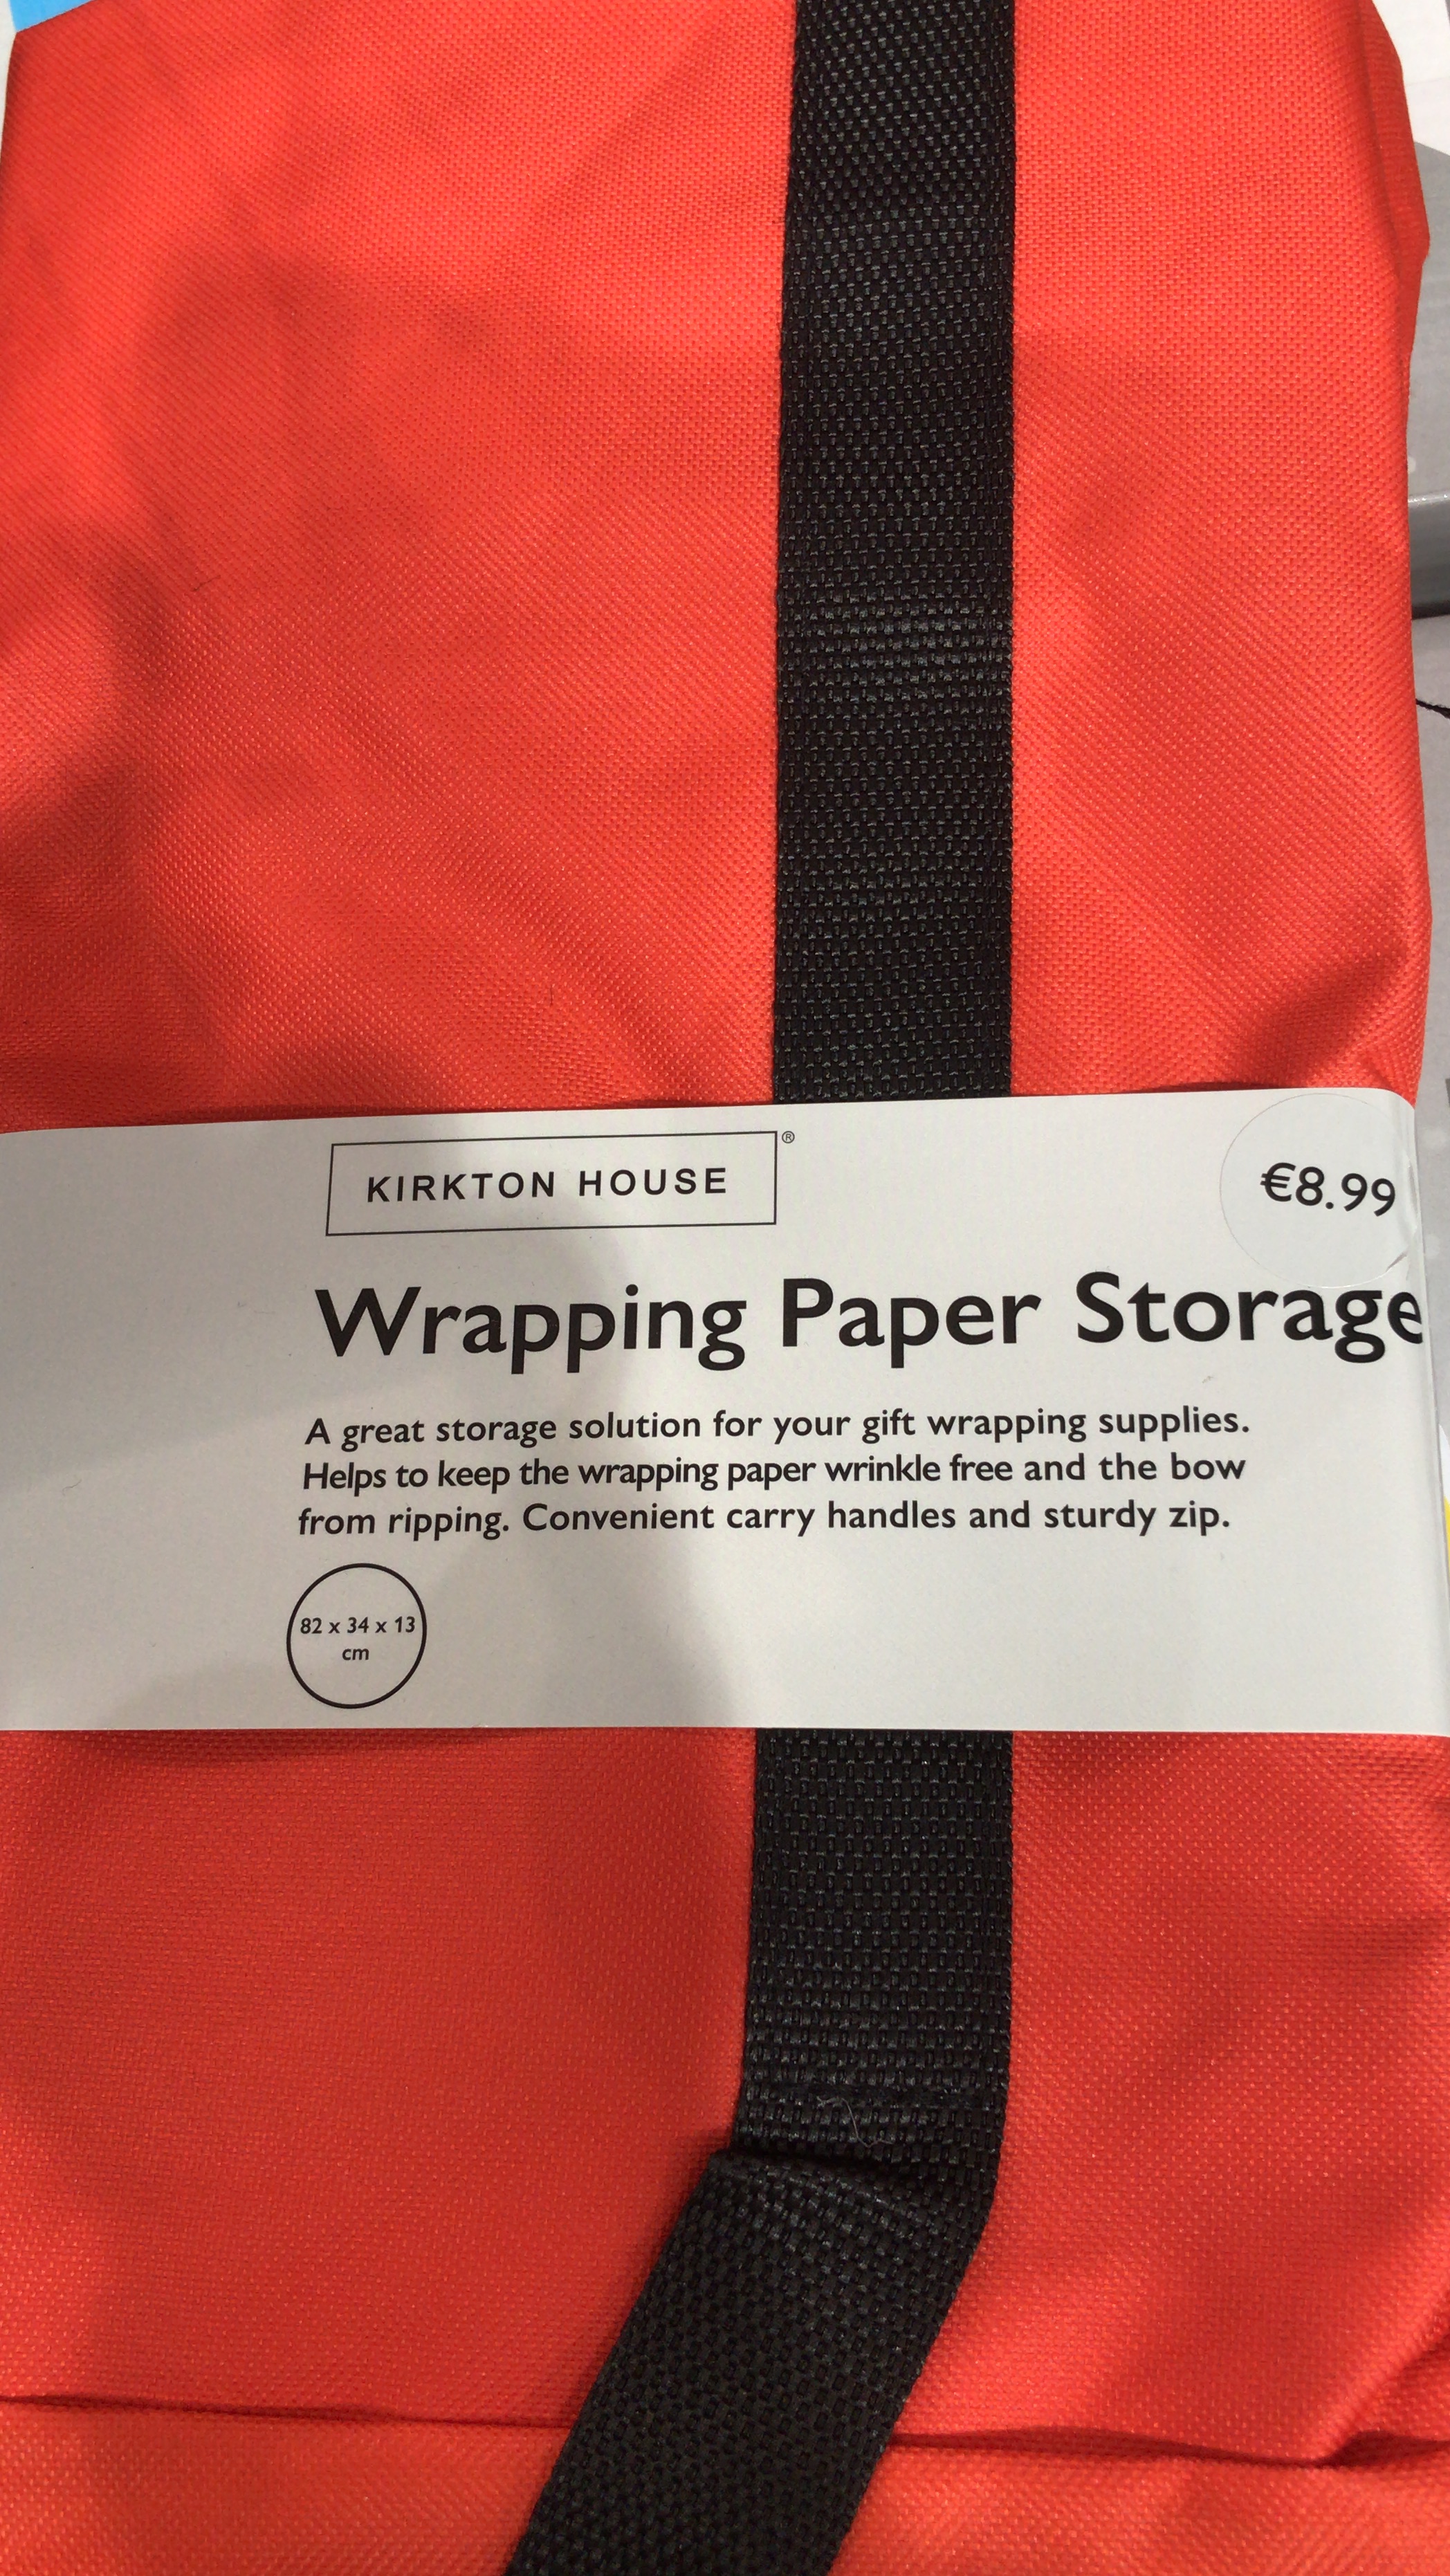 KIRKTON HOUSE ®
€8.99
Wrapping Paper Storage
A great storage solution for your gift wrapping supplies.
Helps to keep the wrapping paper wrinkle free and the bow
from ripping. Convenient carry handles and sturdy zip.
82 x 34 x 13
cm